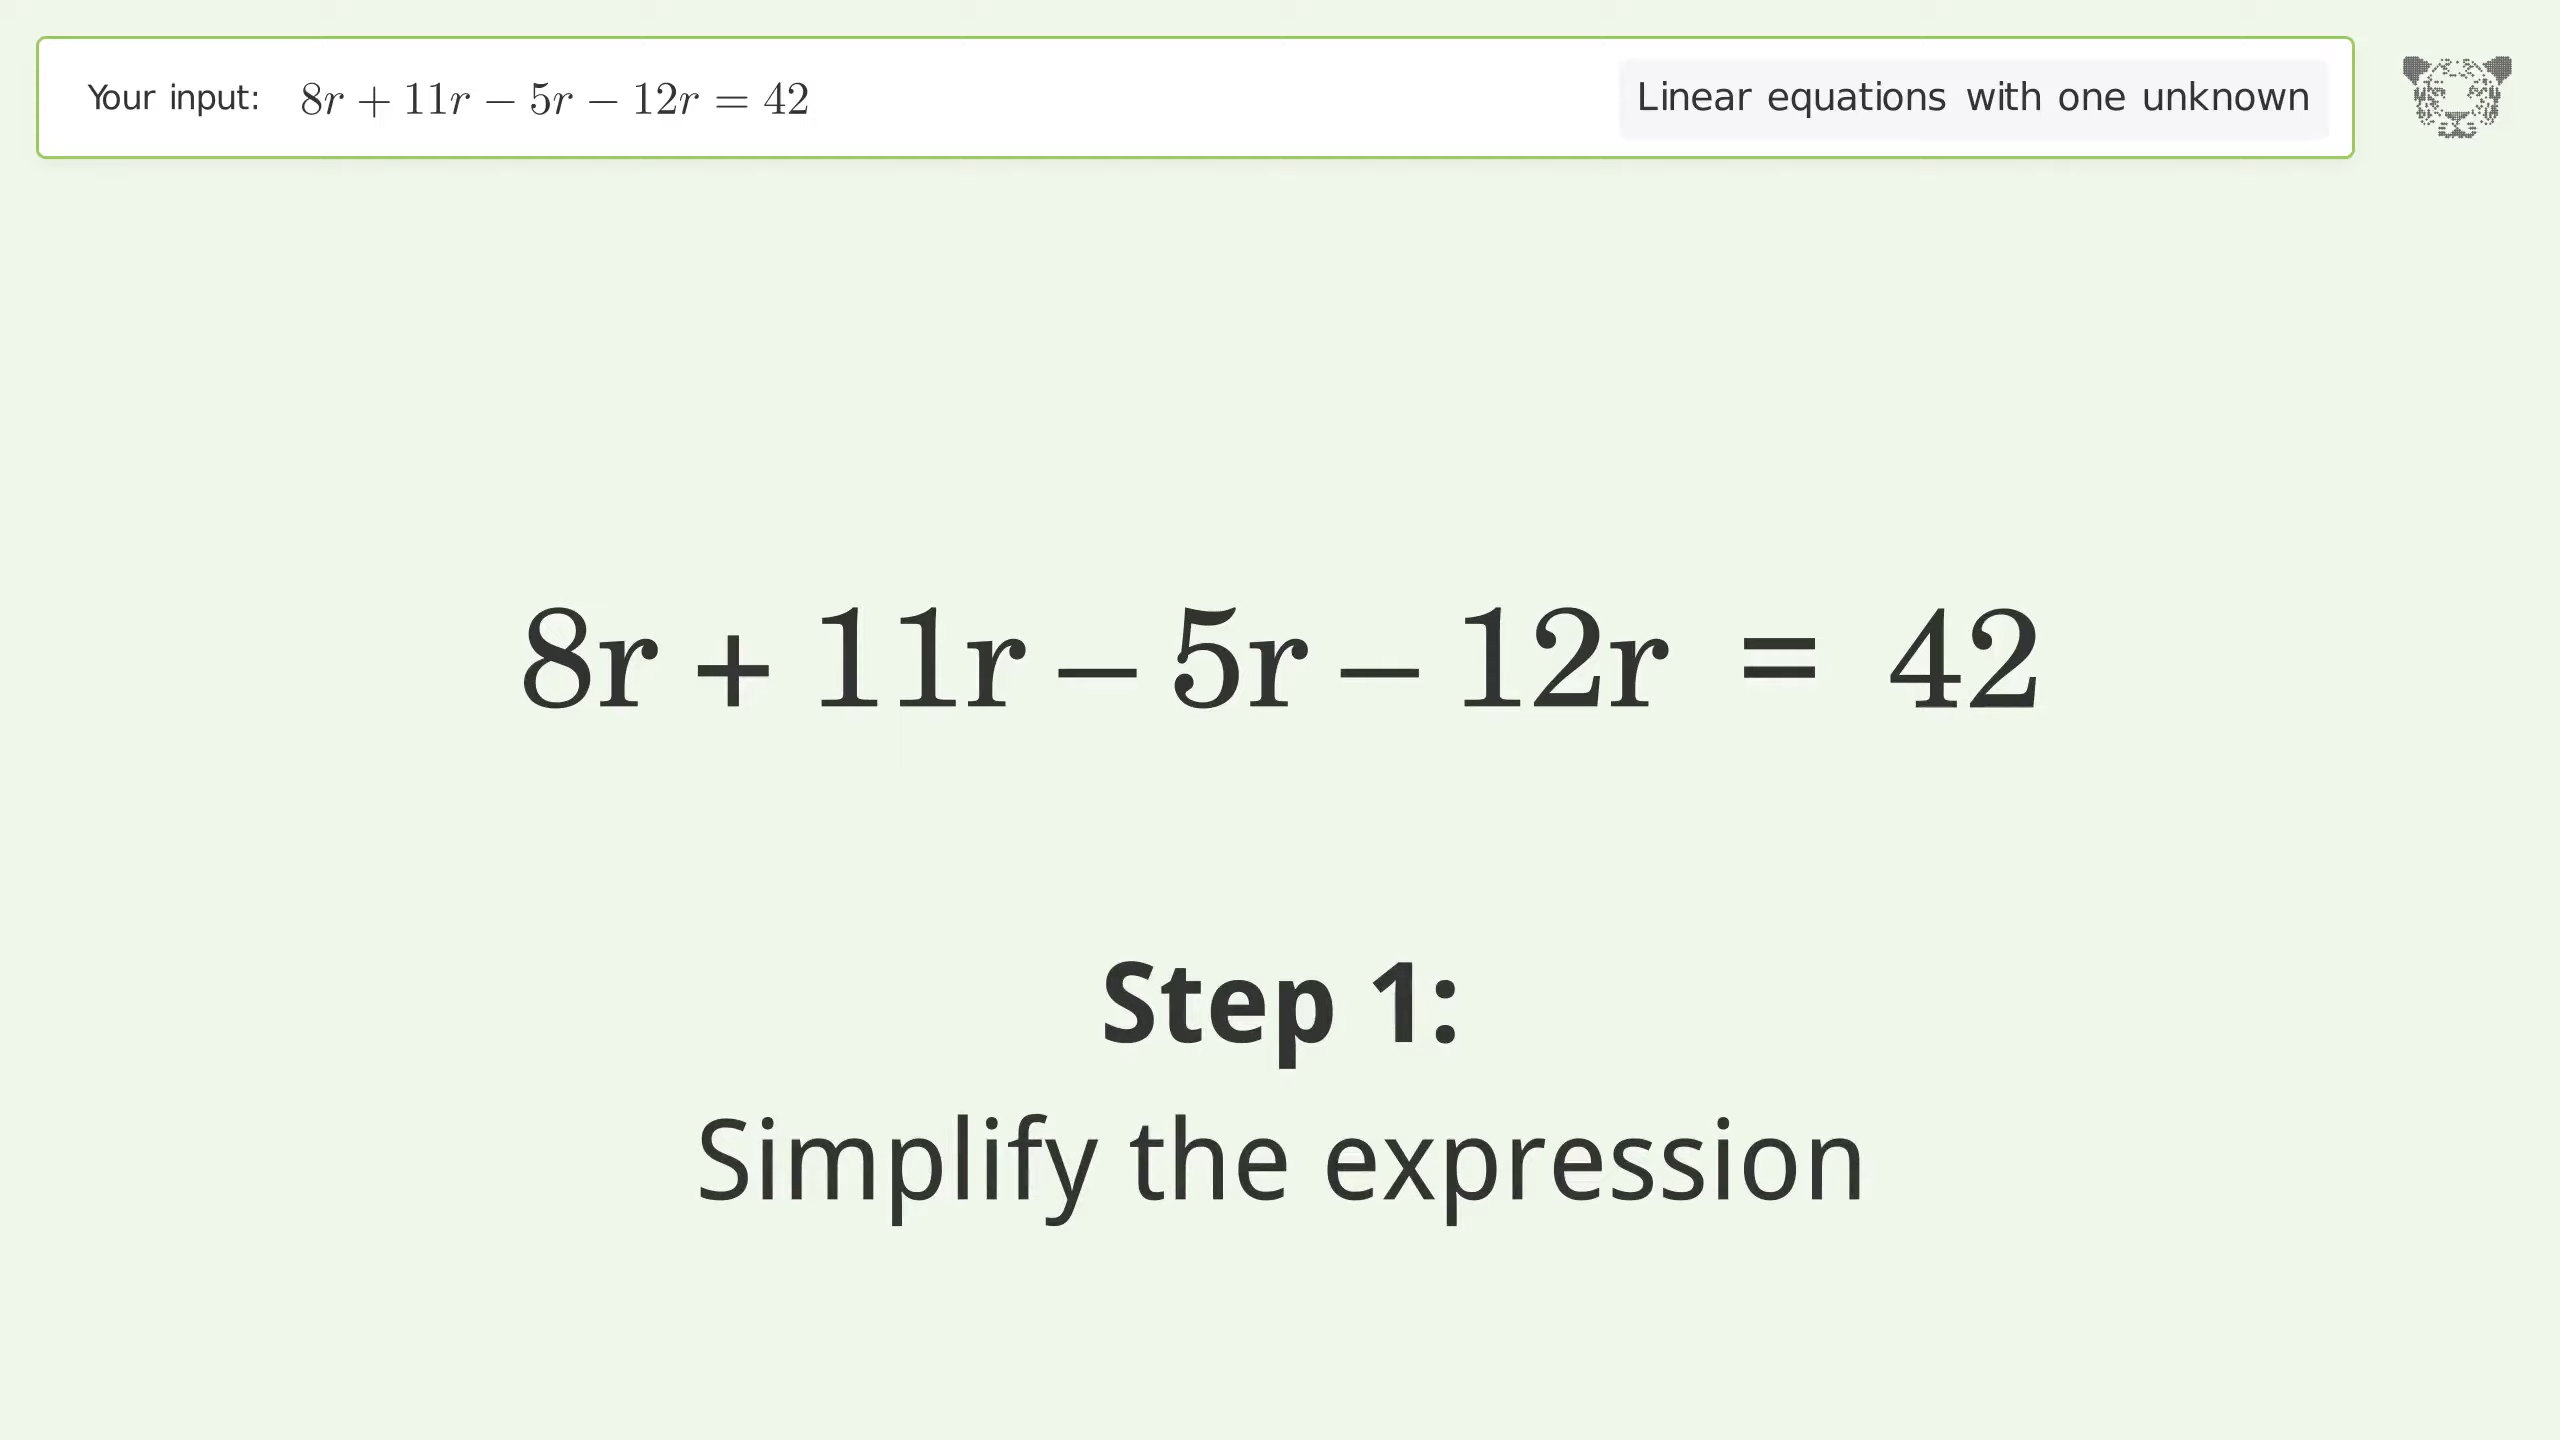 Your input: 8r + 11r − 5r − 12r = 42
Linear equations with one unknown
8r + 11r – 5r – 12r = 42
Step 1:
Simplify the expression